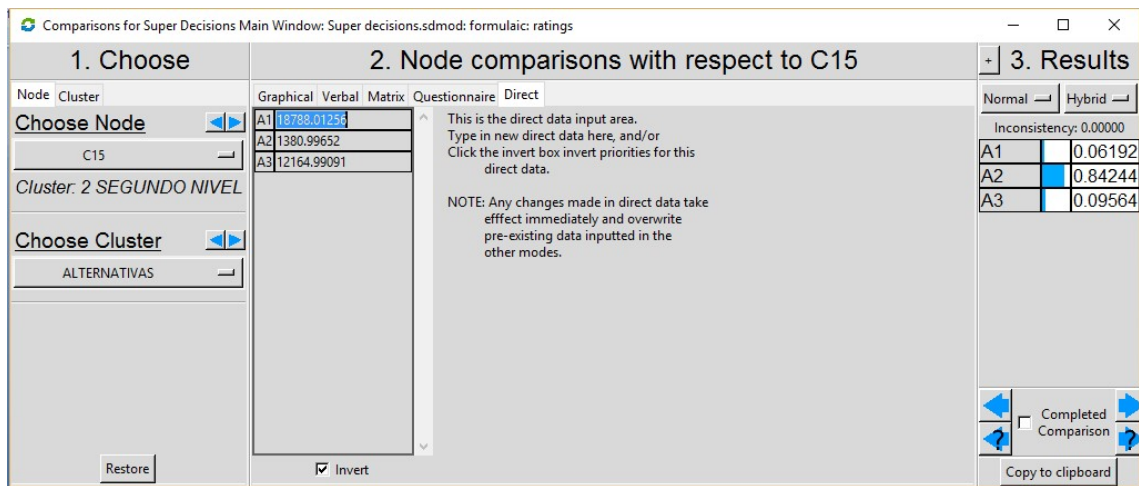 Comparisons for Super Decisions Main Window: Super decisions.sdmod: formulaic: ratings
1. Choose
Node Cluster
Choose Node
C15
Cluster: 2 SEGUNDO NIVEL
Choose Cluster
ALTERNATIVAS
Restore
2. Node comparisons with respect to C15
Graphical Verbal Matrix Questionnaire Direct
A1 18788.01256
A2 1380.99652
A3 12164.99091
This is the direct data input area.
Type in new direct data here, and/or
Click the invert box invert priorities for this
direct data.
NOTE: Any changes made in direct data take
efffect immediately and overwrite
pre-existing data inputted in the
other modes.
Invert
+ 3. Results
Normal Hybrid
Inconsistency: 0.00000
A1 0.06192
A2 0.84244
A3 0.09564
Completed
Comparison
? ?
Copy to clipboard